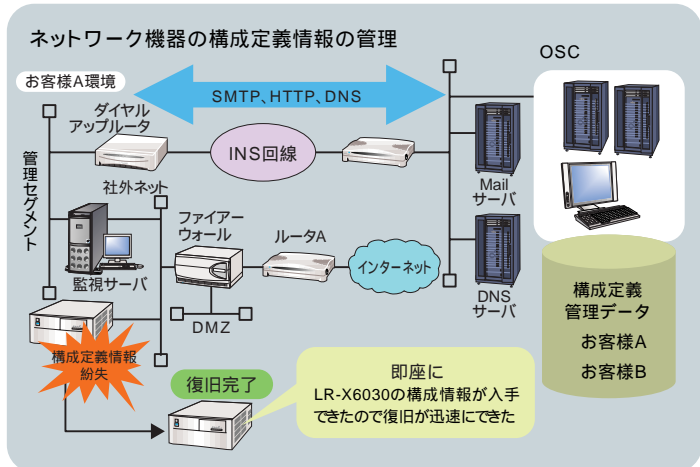 ネットワーク機器の構成定義情報の管理
OSC
お客様A環境
SMTP、HTTP、DNS
ダイヤル
アップルータ
INS回線
管理セグメント
社外ネット
Mail
サーバ
ファイアー
ウォール
ルータA
インターネット
監視サーバ
DMZ
DNS
サーバ
構成定義
管理データ
お客様A
お客様B
構成定義情報
紛失
復旧完了
即座に
LR-X6030の構成情報が入手
できたので復旧が迅速にできた